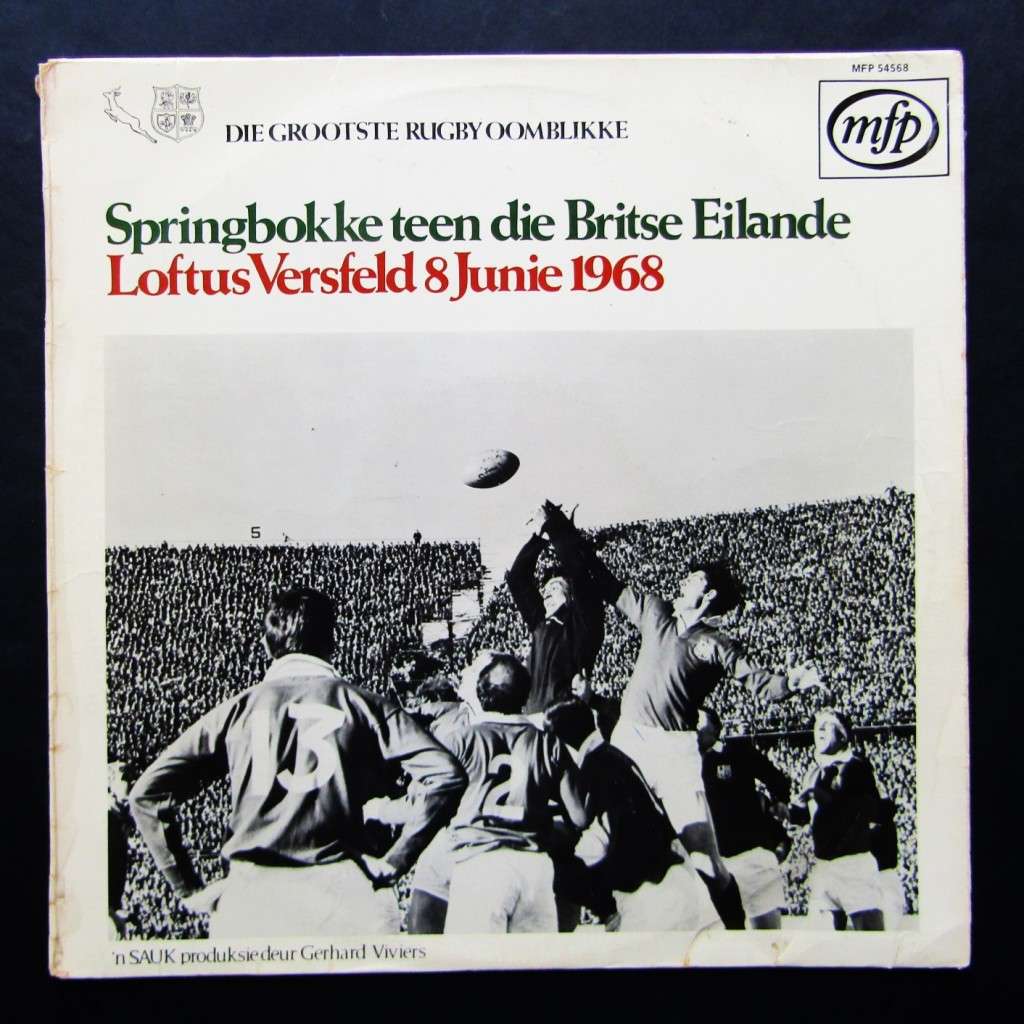 MFP 54568
mfp
DIE GROOTSTE RUGBY OOMBLIKKE
Springbokke teen die Britse Eilande
Loftus Versfeld 8 Junie 1968
5
13
2
'n SAUK produksie deur Gerhard Viviers